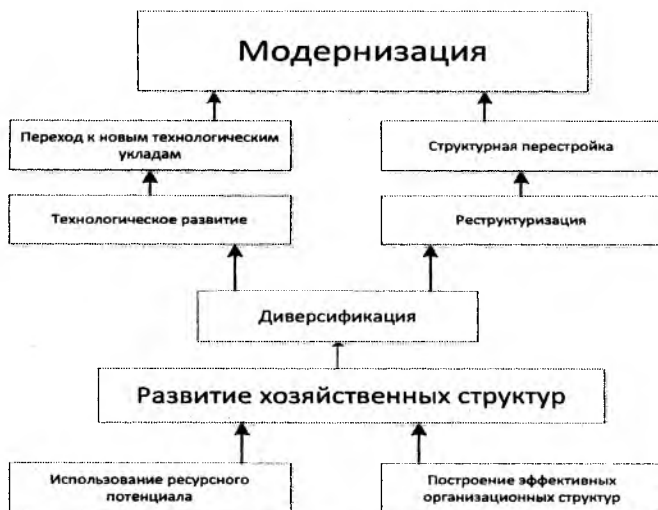 Модернизация
Переход к новым технологическим
укладам
Структурная перестройка
Технологическое развитие
Реструктуризация
Диверсификация
Развитие хозяйственных структур
Использование ресурсного
потенциала
Построение эффективных
организационных структур